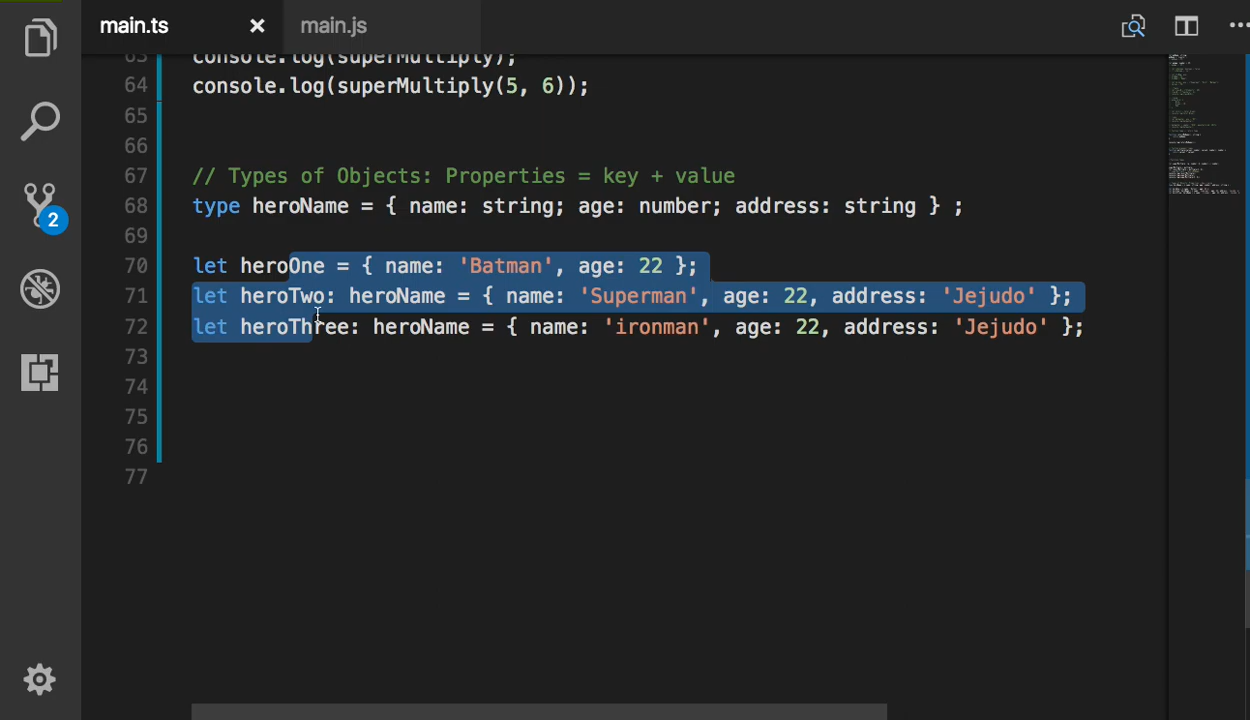 main.ts
main.js
63 console.log(superMultiply);
64 console.log(superMultiply(5, 6));
65
66
67 // Types of Objects: Properties = key + value
68 type heroName = { name: string; age: number; address: string } ;
69
70 let heroOne = { name: 'Batman', age: 22 };
71 let heroTwo: heroName = { name: 'Superman', age: 22, address: 'Jejudo' };
72 let heroThree: heroName = { name: 'ironman', age: 22, address: 'Jejudo' };
73
74
75
76
77
2